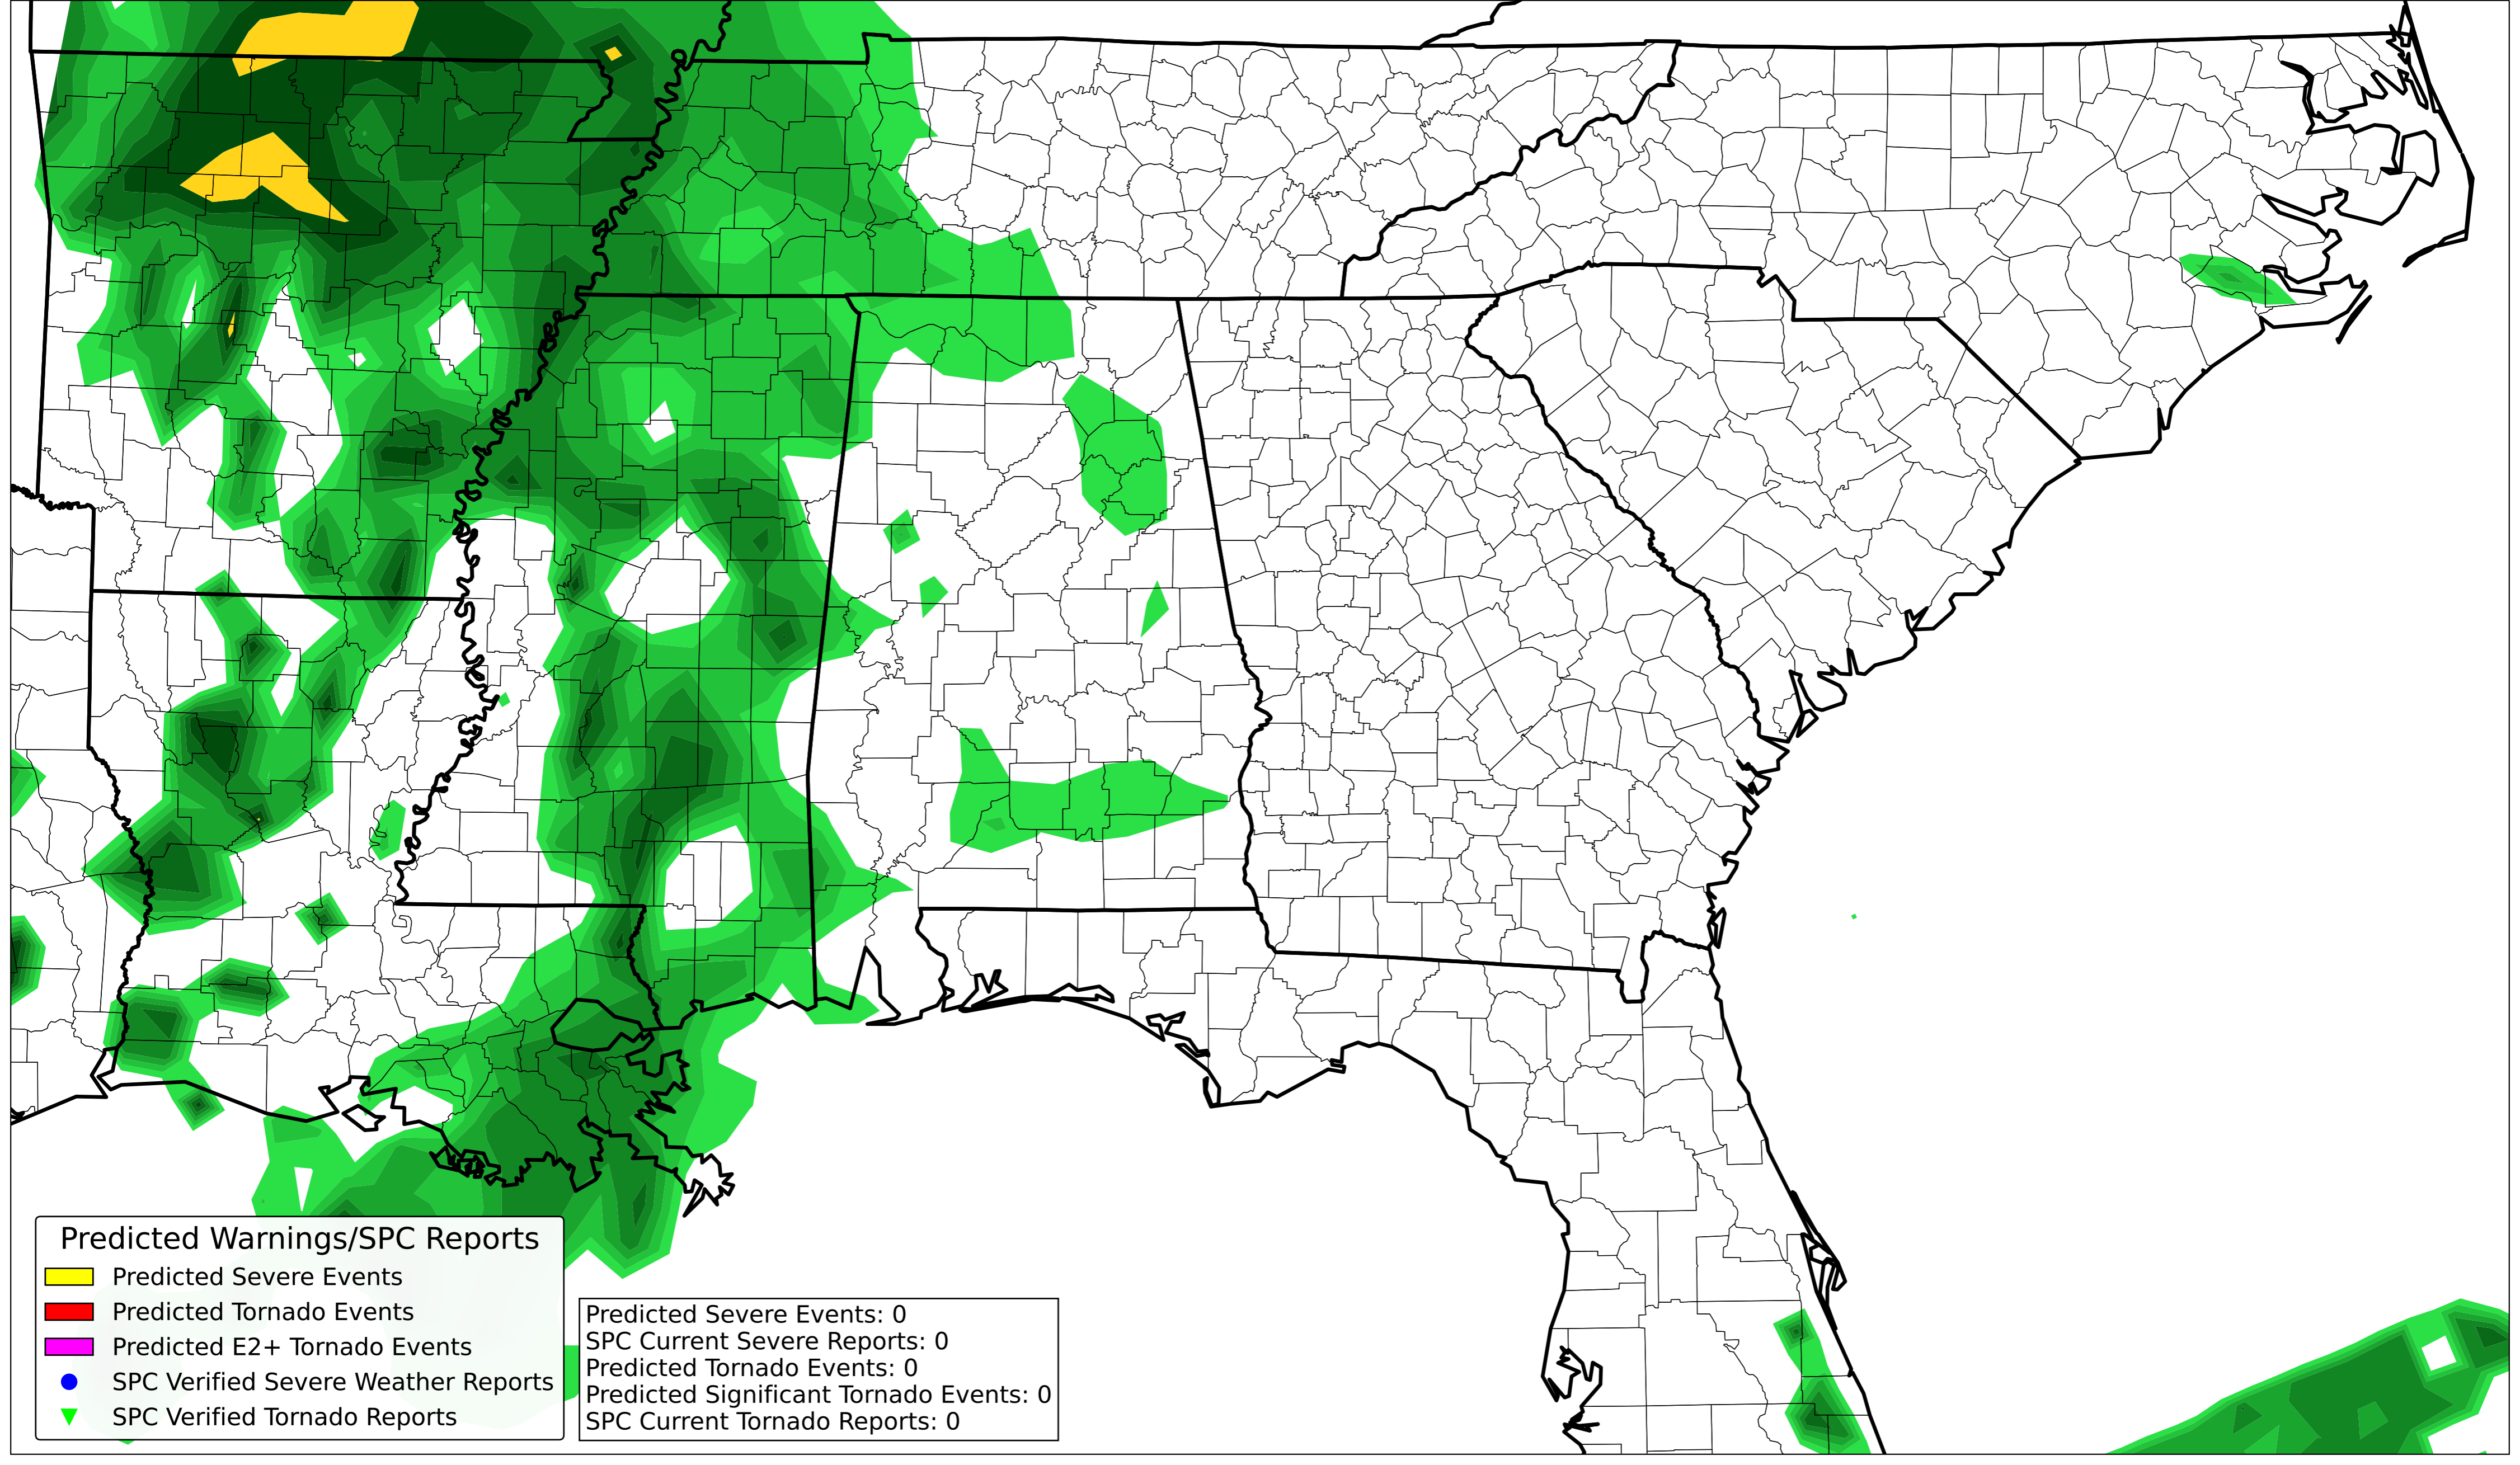 Predicted Warnings/SPC Reports
Predicted Severe Events
Predicted Tornado Events
Predicted E2+ Tornado Events
SPC Verified Severe Weather Reports
SPC Verified Tornado Reports
Predicted Severe Events: 0
SPC Current Severe Reports: 0
Predicted Tornado Events: 0
Predicted Significant Tornado Events: 0
SPC Current Tornado Reports: 0